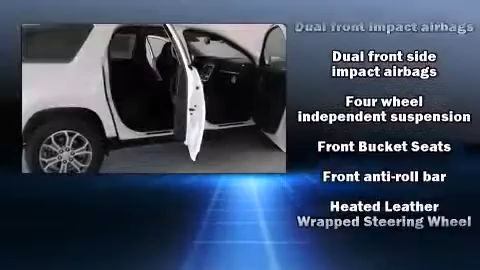 Dual front impact airbags
Dual front side
impact airbags
Four wheel
independent suspension
Front Bucket Seats
Front anti-roll bar
Heated Leather
Wrapped Steering Wheel